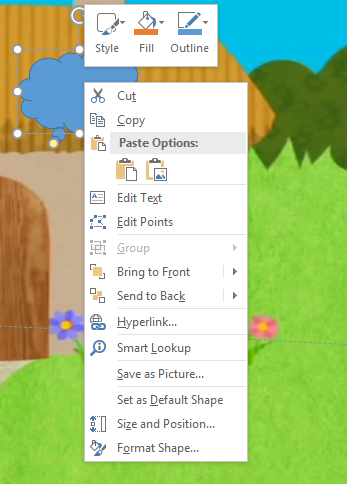 Style Fill Outline
Cut
Copy
Paste Options:
Edit Text
Edit Points
Group
Bring to Front
Send to Back
Hyperlink...
Smart Lookup
Save as Picture...
Set as Default Shape
Size and Position...
Format Shape...